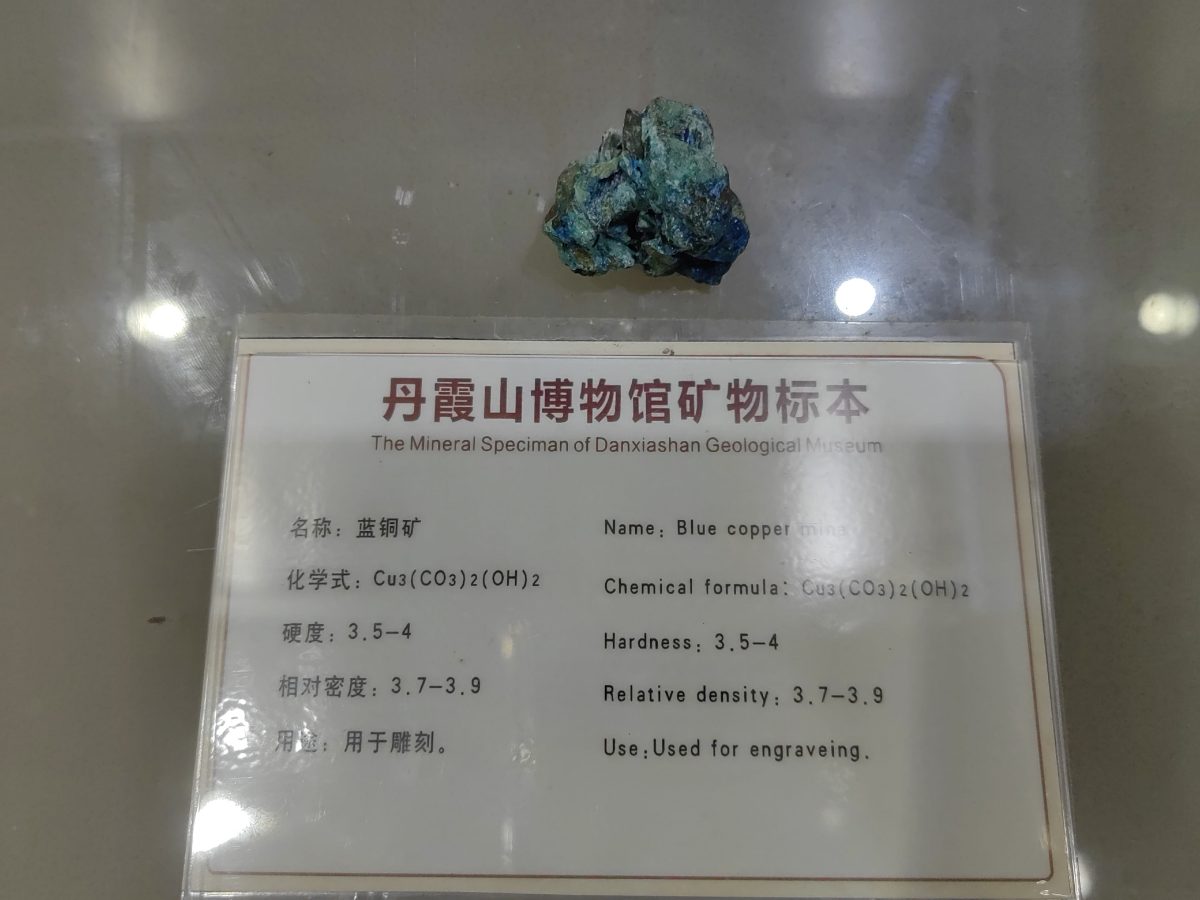 丹霞山博物馆矿物标本
The Mineral Speciman of Danxiashan Geological Museum
名称：蓝铜矿
Name：Blue copper mina
化学式：Cu3(CO3)2(OH)2
Chemical formula：Cu3(CO3)2(OH)2
硬度：3.5—4
Hardness：3.5—4
相对密度：3.7—3.9
Relative density：3.7—3.9
用途：用于雕刻。
Use：Used for engraveing.